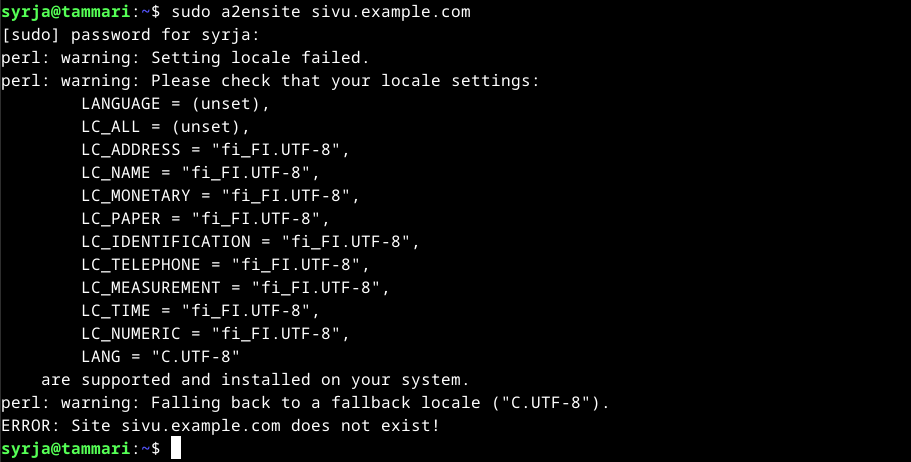 syrja@tammari:~$ sudo a2ensite sivu.example.com
[sudo] password for syrja:
perl: warning: Setting locale failed.
perl: warning: Please check that your locale settings:
        LANGUAGE = (unset),
        LC_ALL = (unset),
        LC_ADDRESS = "fi_FI.UTF-8",
        LC_NAME = "fi_FI.UTF-8",
        LC_MONETARY = "fi_FI.UTF-8",
        LC_PAPER = "fi_FI.UTF-8",
        LC_IDENTIFICATION = "fi_FI.UTF-8",
        LC_TELEPHONE = "fi_FI.UTF-8",
        LC_MEASUREMENT = "fi_FI.UTF-8",
        LC_TIME = "fi_FI.UTF-8",
        LC_NUMERIC = "fi_FI.UTF-8",
        LANG = "C.UTF-8"
    are supported and installed on your system.
perl: warning: Falling back to a fallback locale ("C.UTF-8").
ERROR: Site sivu.example.com does not exist!
syrja@tammari:~$